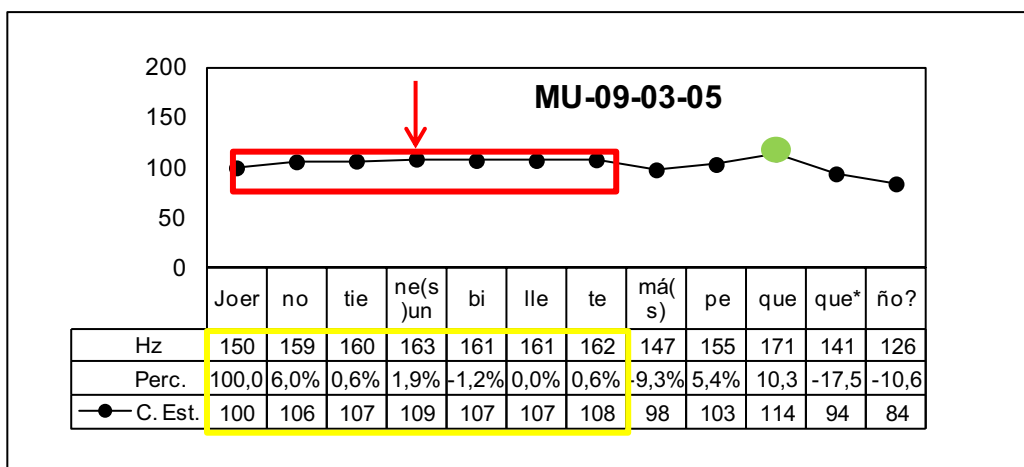 200
MU-09-03-05
150
100
50
0
Joer no tie ne(s )un bi lle te má( s) pe que que* ño?
Hz 150 159 160 163 161 161 162 147 155 171 141 126
Perc. 100,0 6,0% 0,6% 1,9% -1,2% 0,0% 0,6% -9,3% 5,4% 10,3 -17,5 -10,6
C. Est. 100 106 107 109 107 107 108 98 103 114 94 84